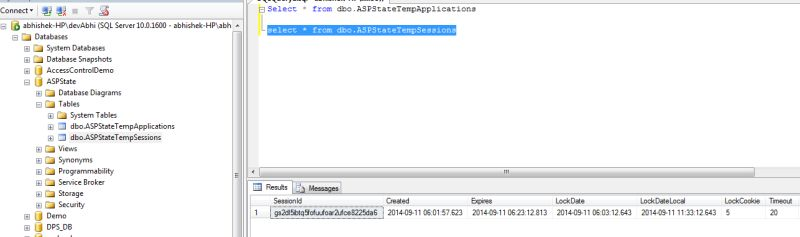 Connect
abhishek-HP\devAbhi (SQL Server 10.0.1600 - abhishek-HP\abh
Databases
System Databases
Database Snapshots
AccessControlDemo
ASPState
Database Diagrams
Tables
System Tables
dbo.ASPStateTempApplications
dbo.ASPStateTempSessions
Views
Synonyms
Programmability
Service Broker
Storage
Security
Demo
DPS_DB
Select * from dbo.ASPStateTempApplications
select * from dbo.ASPStateTempSessions
Results Messages
SessionId Created Expires LockDate LockDateLocal LockCookie Timeout
1 2014-09-11 06:01:57.623 2014-09-11 06:23:12.813 2014-09-11 06:03:12.643 2014-09-11 11:33:12.643 5 20